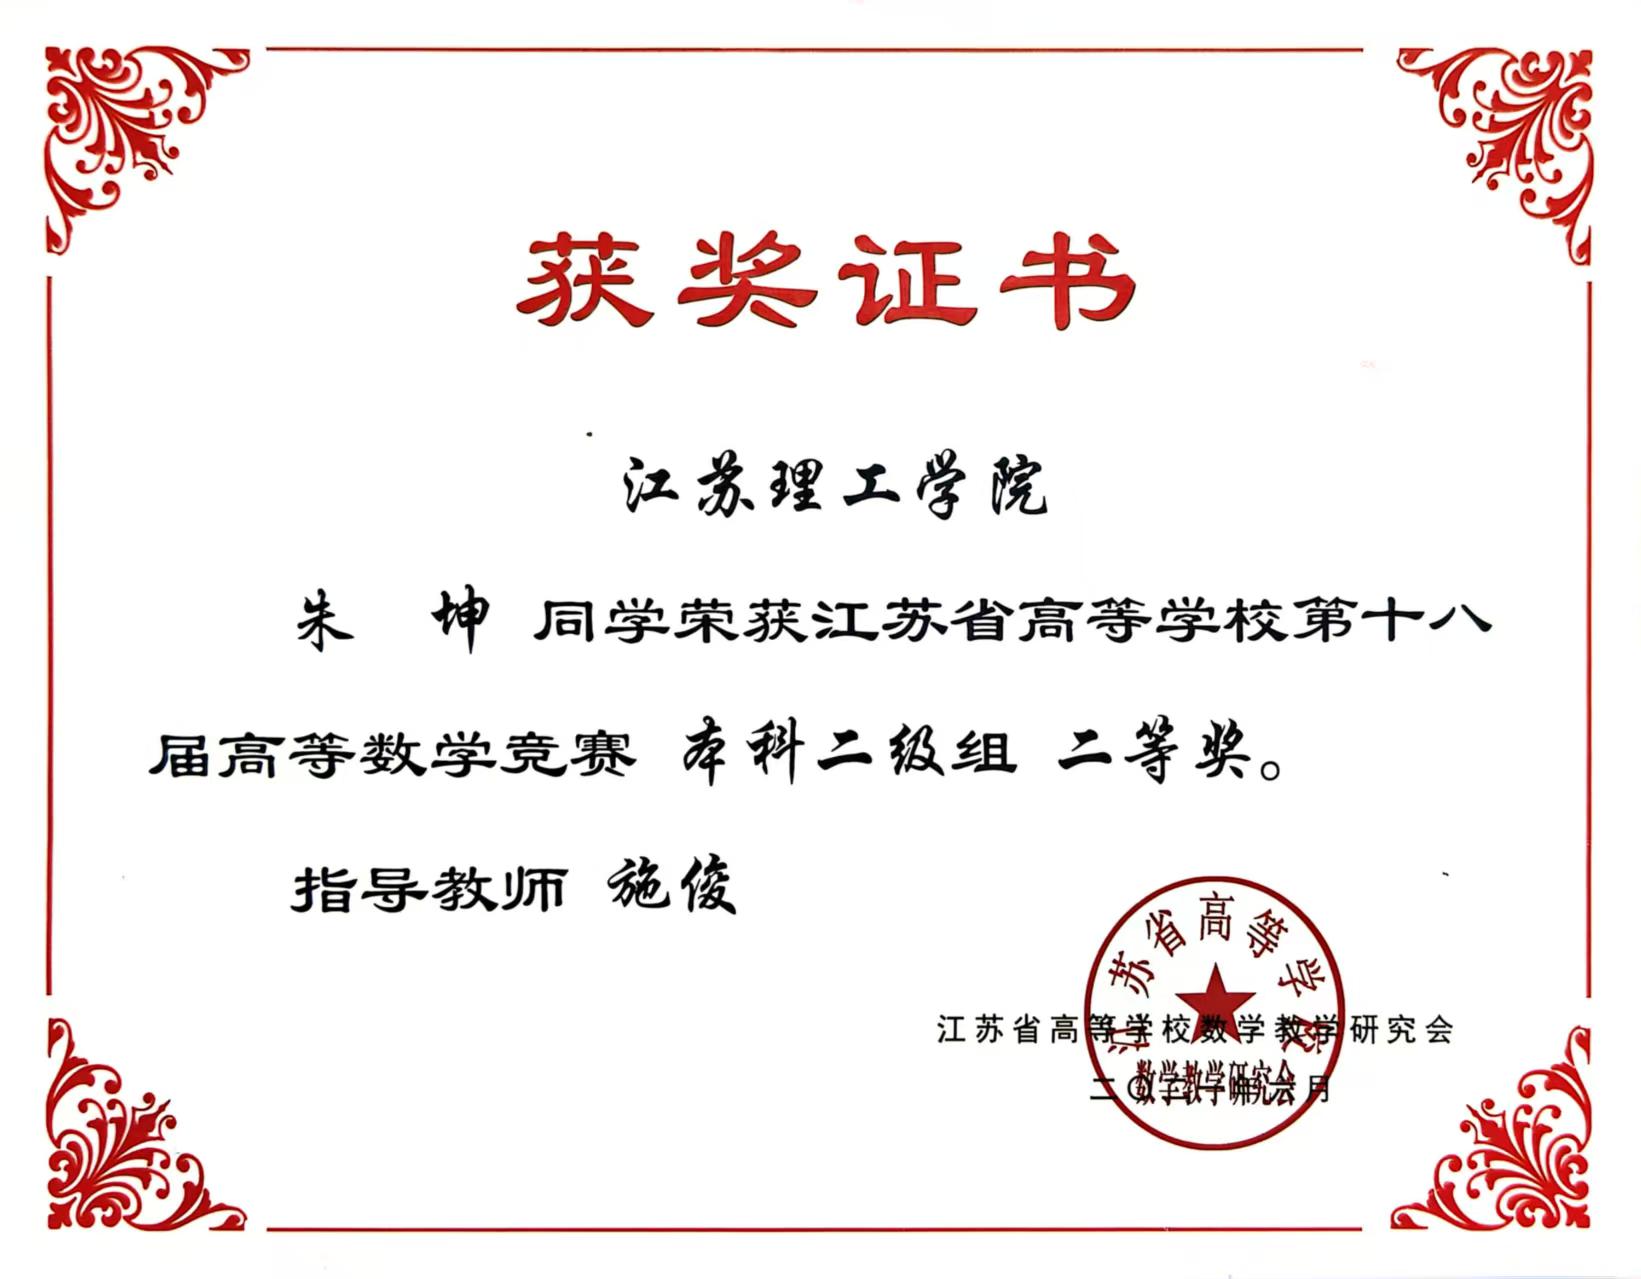 获奖证书
江苏理工学院
朱 坤 同学荣获江苏省高等学校第十八
届高等数学竞赛 本科二级组 二等奖。
指导教师 施俊
江苏省高等学校数学教学研究会
二〇二一年六月
江苏省高等学校
数学教学研究会